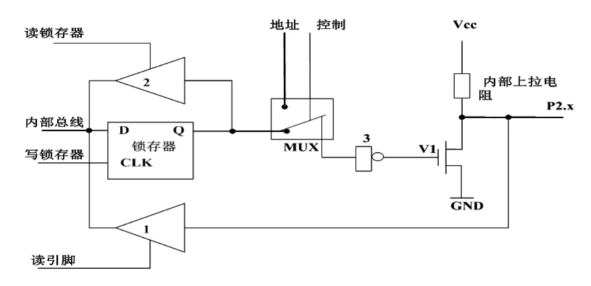 地址 控制
Vcc
读锁存器
2
内部上拉电
阻
P2.x
内部总线
D Q
锁存器
写锁存器
CLK
MUX
3
V1
GND
1
读引脚